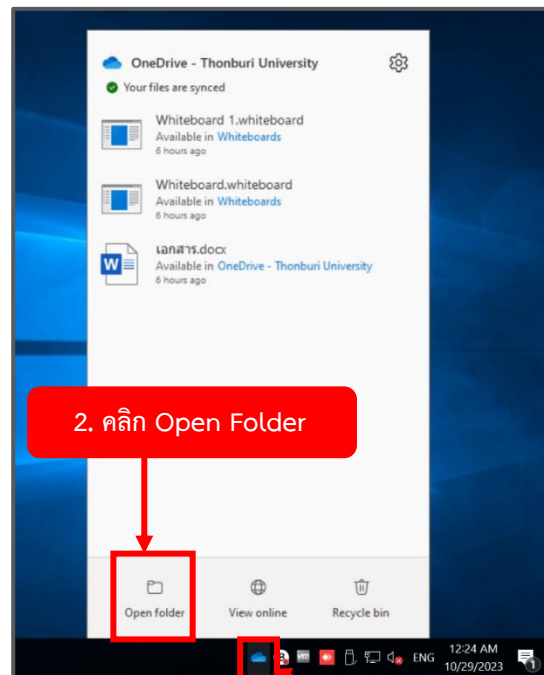 OneDrive - Thonburi University
Your files are synced
Whiteboard 1.whiteboard
Available in Whiteboards
6 hours ago
Whiteboard.whiteboard
Available in Whiteboards
6 hours ago
เอกสาร.docx
Available in OneDrive - Thonburi University
6 hours ago
2. คลิก Open Folder
Open folder
View online
Recycle bin
ENG
12:24 AM
10/29/2023